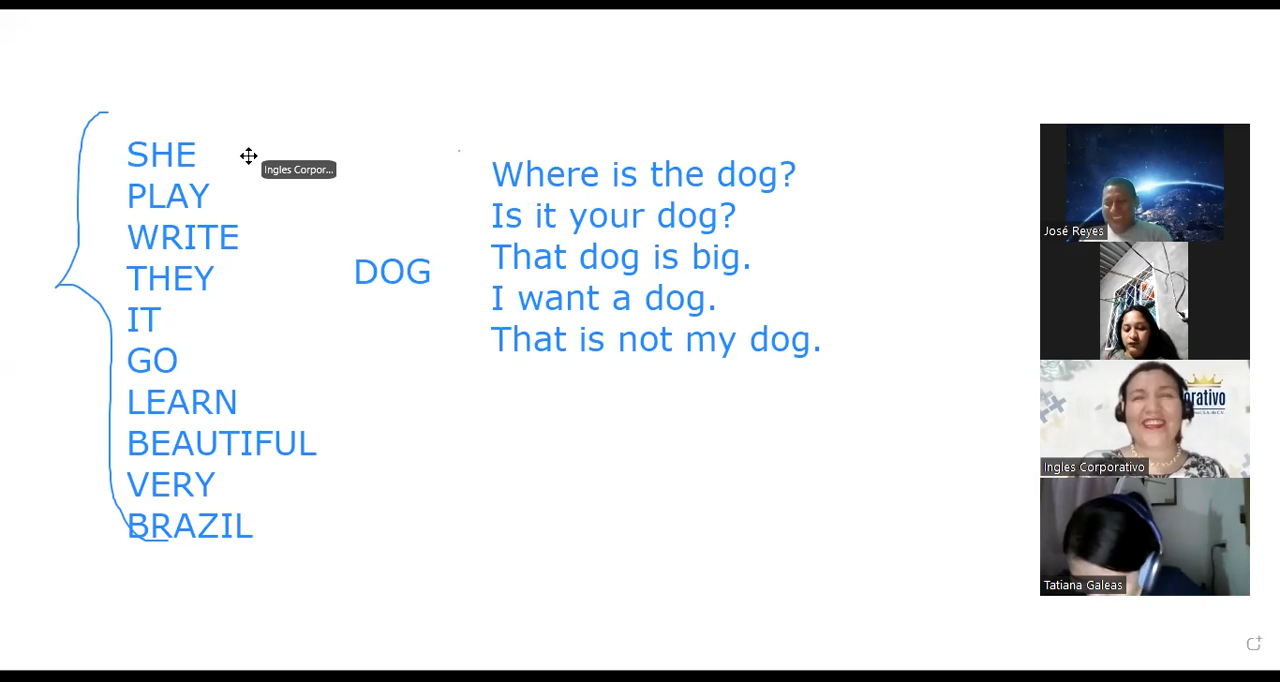 SHE
PLAY
WRITE
THEY
IT
GO
LEARN
BEAUTIFUL
VERY
BRAZIL
Ingles Corpor...
DOG
Where is the dog?
Is it your dog?
That dog is big.
I want a dog.
That is not my dog.
José Reyes
orativo
Ingles Corporativo
Tatiana Galeas